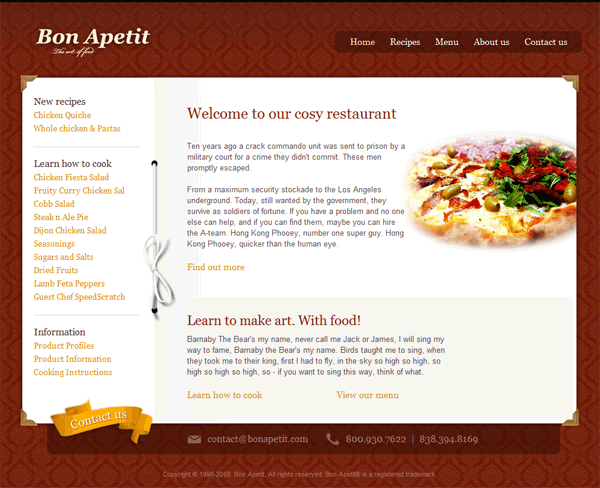 Bon Apetit
The art of food
Home Recipes Menu About us Contact us
New recipes
Chicken Quiche
Whole chicken & Pastas
Learn how to cook
Chicken Fiesta Salad
Fruity Curry Chicken Sal
Cobb Salad
Steak n Ale Pie
Dijon Chicken Salad
Seasonings
Sugars and Salts
Dried Fruits
Lamb Feta Peppers
Guest Chef SpeedScratch
Information
Product Profiles
Product Information
Cooking Instructions
Contact us
Welcome to our cosy restaurant
Ten years ago a crack commando unit was sent to prison by a
military court for a crime they didn't commit. These men
promptly escaped.
From a maximum security stockade to the Los Angeles
underground. Today, still wanted by the government, they
survive as soldiers of fortune. If you have a problem and no one
else can help, and if you can find them, maybe you can hire
the A-team. Hong Kong Phooey, number one super guy. Hong
Kong Phooey, quicker than the human eye.
Find out more
Learn to make art. With food!
Barnaby The Bear's my name, never call me Jack or James, I will sing my
way to fame, Barnaby the Bear's my name. Birds taught me to sing, when
they took me to their king, first I had to fly, in the sky so high so high, so
high so high so high, so - if you want to sing this way, think of what.
Learn how to cook View our menu
contact@bonapetit.com 800.930.7622 | 838.394.8169
Copyright © 1996-2008. Bon Apetit. All rights reserved. Bon Apetit® is a registered trademark.